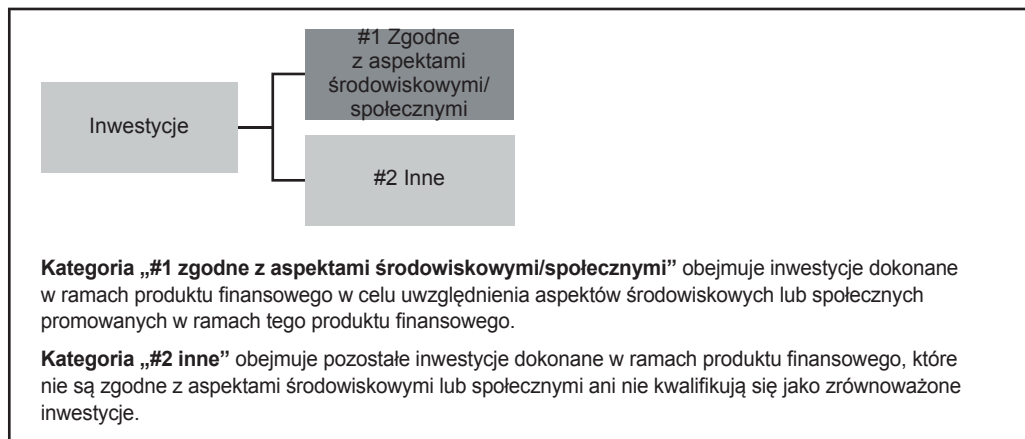 #1 Zgodne
z aspektami
środowiskowymi/
społecznymi
Inwestycje
#2 Inne
Kategoria „#1 zgodne z aspektami środowiskowymi/społecznymi” obejmuje inwestycje dokonane
w ramach produktu finansowego w celu uwzględnienia aspektów środowiskowych lub społecznych
promowanych w ramach tego produktu finansowego.
Kategoria „#2 inne” obejmuje pozostałe inwestycje dokonane w ramach produktu finansowego, które
nie są zgodne z aspektami środowiskowymi lub społecznymi ani nie kwalifikują się jako zrównoważone
inwestycje.